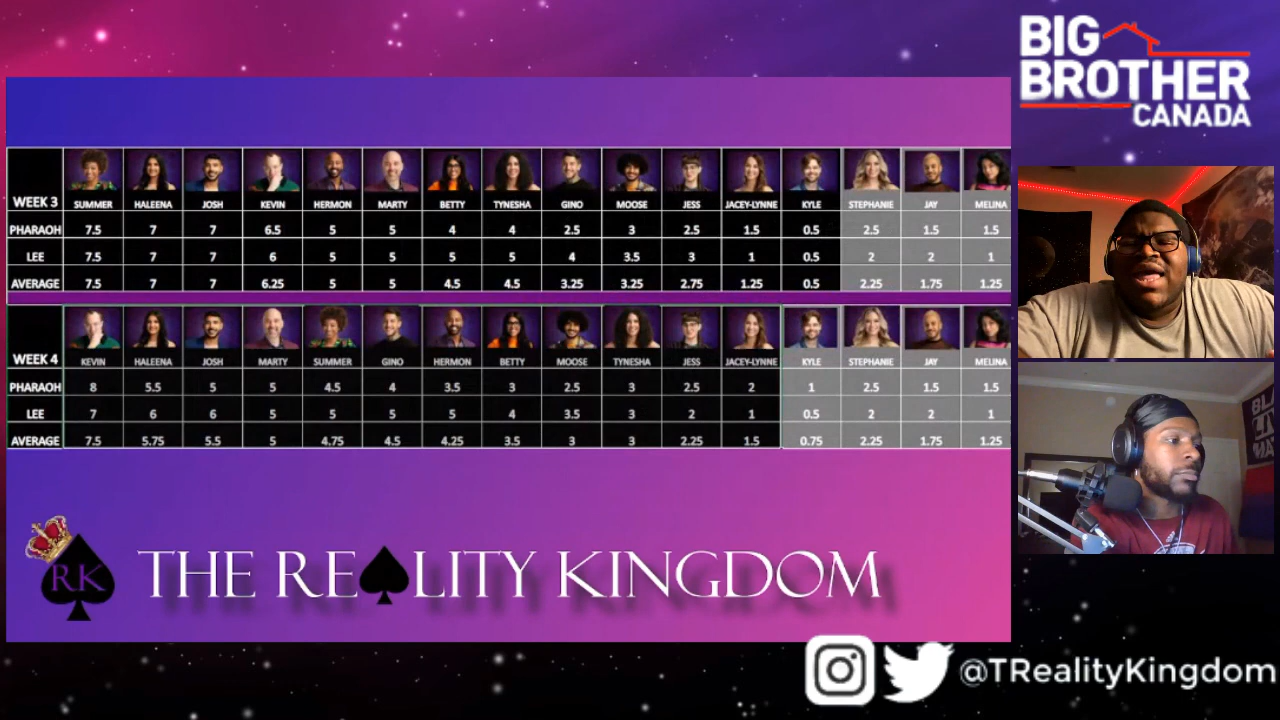 BIG
BROTHER
CANADA
WEEK 3 SUMMER HALEENA JOSH KEVIN HERMON MARTY BETTY TYNESHA GINO MOOSE JESS JACEY-LYNNE KYLE STEPHANIE JAY MELINA
PHARAOH 7.5 7 7 6.5 5 5 4 4 2.5 3 2.5 1.5 0.5 2.5 1.5 1.5
LEE 7.5 7 7 6 5 5 5 5 4 3.5 3 1 0.5 2 2 1
AVERAGE 7.5 7 7 6.25 5 5 4.5 4.5 3.25 3.25 2.75 1.25 0.5 2.25 1.75 1.25
WEEK 4 KEVIN HALEENA JOSH MARTY SUMMER GINO HERMON BETTY MOOSE TYNESHA JESS JACEY-LYNNE KYLE STEPHANIE JAY MELINA
PHARAOH 8 5.5 5 5 4.5 4 3.5 3 2.5 3 2.5 2 1 2.5 1.5 1.5
LEE 7 6 6 5 5 5 5 4 3.5 3 2 1 0.5 2 2 1
AVERAGE 7.5 5.75 5.5 5 4.75 4.5 4.25 3.5 3 3 2.25 1.5 0.75 2.25 1.75 1.25
RK
THE REALITY KINGDOM
@TRealityKingdom